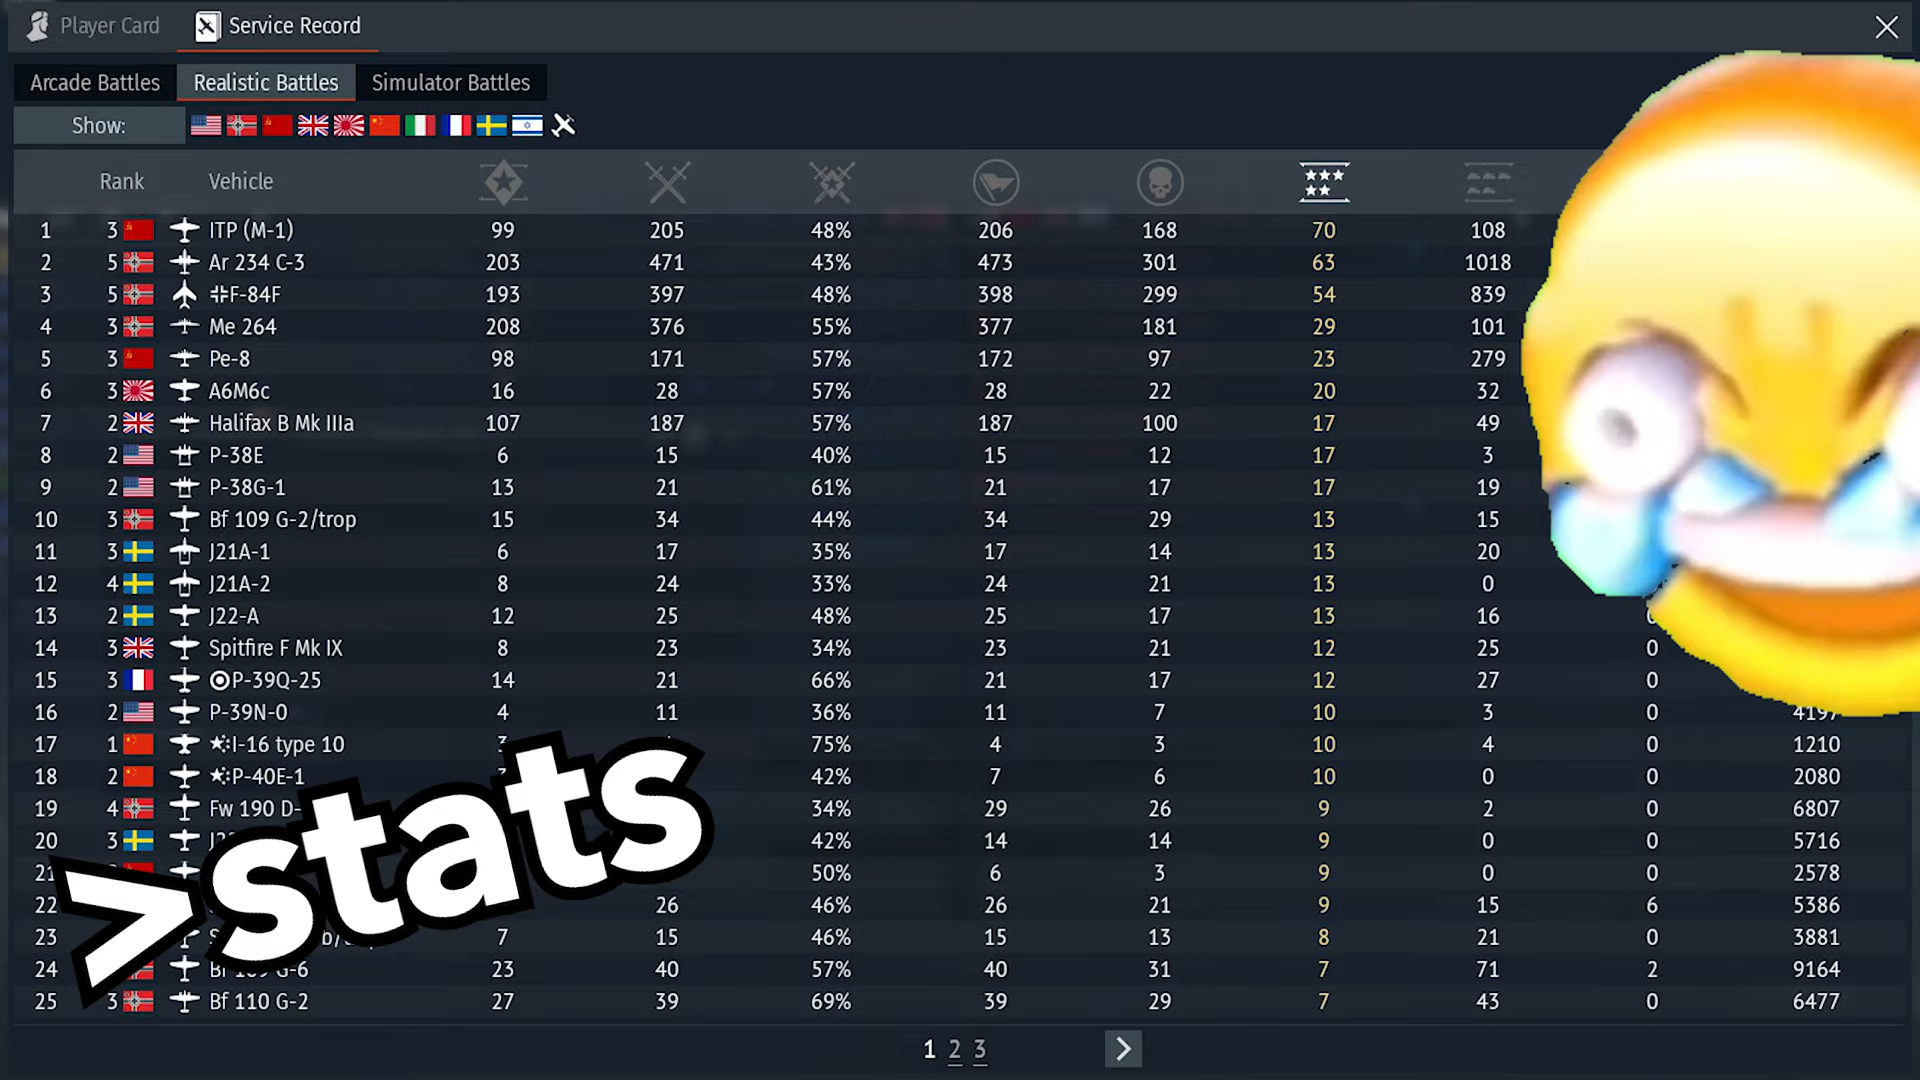 Player Card Service Record
Arcade Battles Realistic Battles Simulator Battles
Show:
Rank Vehicle
1 3 ITP (M-1) 99 205 48% 206 168 70 108
2 5 Ar 234 C-3 203 471 43% 473 301 63 1018
3 5 F-84F 193 397 48% 398 299 54 839
4 3 Me 264 208 376 55% 377 181 29 101
5 3 Pe-8 98 171 57% 172 97 23 279
6 3 A6M6c 16 28 57% 28 22 20 32
7 2 Halifax B Mk IIIa 107 187 57% 187 100 17 49
8 2 P-38E 6 15 40% 15 12 17 3
9 2 P-38G-1 13 21 61% 21 17 17 19
10 3 Bf 109 G-2/trop 15 34 44% 34 29 13 15
11 3 J21A-1 6 17 35% 17 14 13 20
12 4 J21A-2 8 24 33% 24 21 13 0
13 2 J22-A 12 25 48% 25 17 13 16
14 3 Spitfire F Mk IX 8 23 34% 23 21 12 25 0
15 3 P-39Q-25 14 21 66% 21 17 12 27 0
16 2 P-39N-0 4 11 36% 11 7 10 3 0 4197
17 1 I-16 type 10 75% 4 3 10 4 0 1210
18 2 P-40E-1 42% 7 6 10 0 0 2080
19 4 Fw 190 D- 34% 29 26 9 2 0 6807
20 3 42% 14 14 9 0 0 5716
21 50% 6 3 9 0 0 2578
22 26 46% 26 21 9 15 6 5386
23 7 15 46% 15 13 8 21 0 3881
24 Bf 109 G-6 23 40 57% 40 31 7 71 2 9164
25 3 Bf 110 G-2 27 39 69% 39 29 7 43 0 6477
>stats
1 2 3